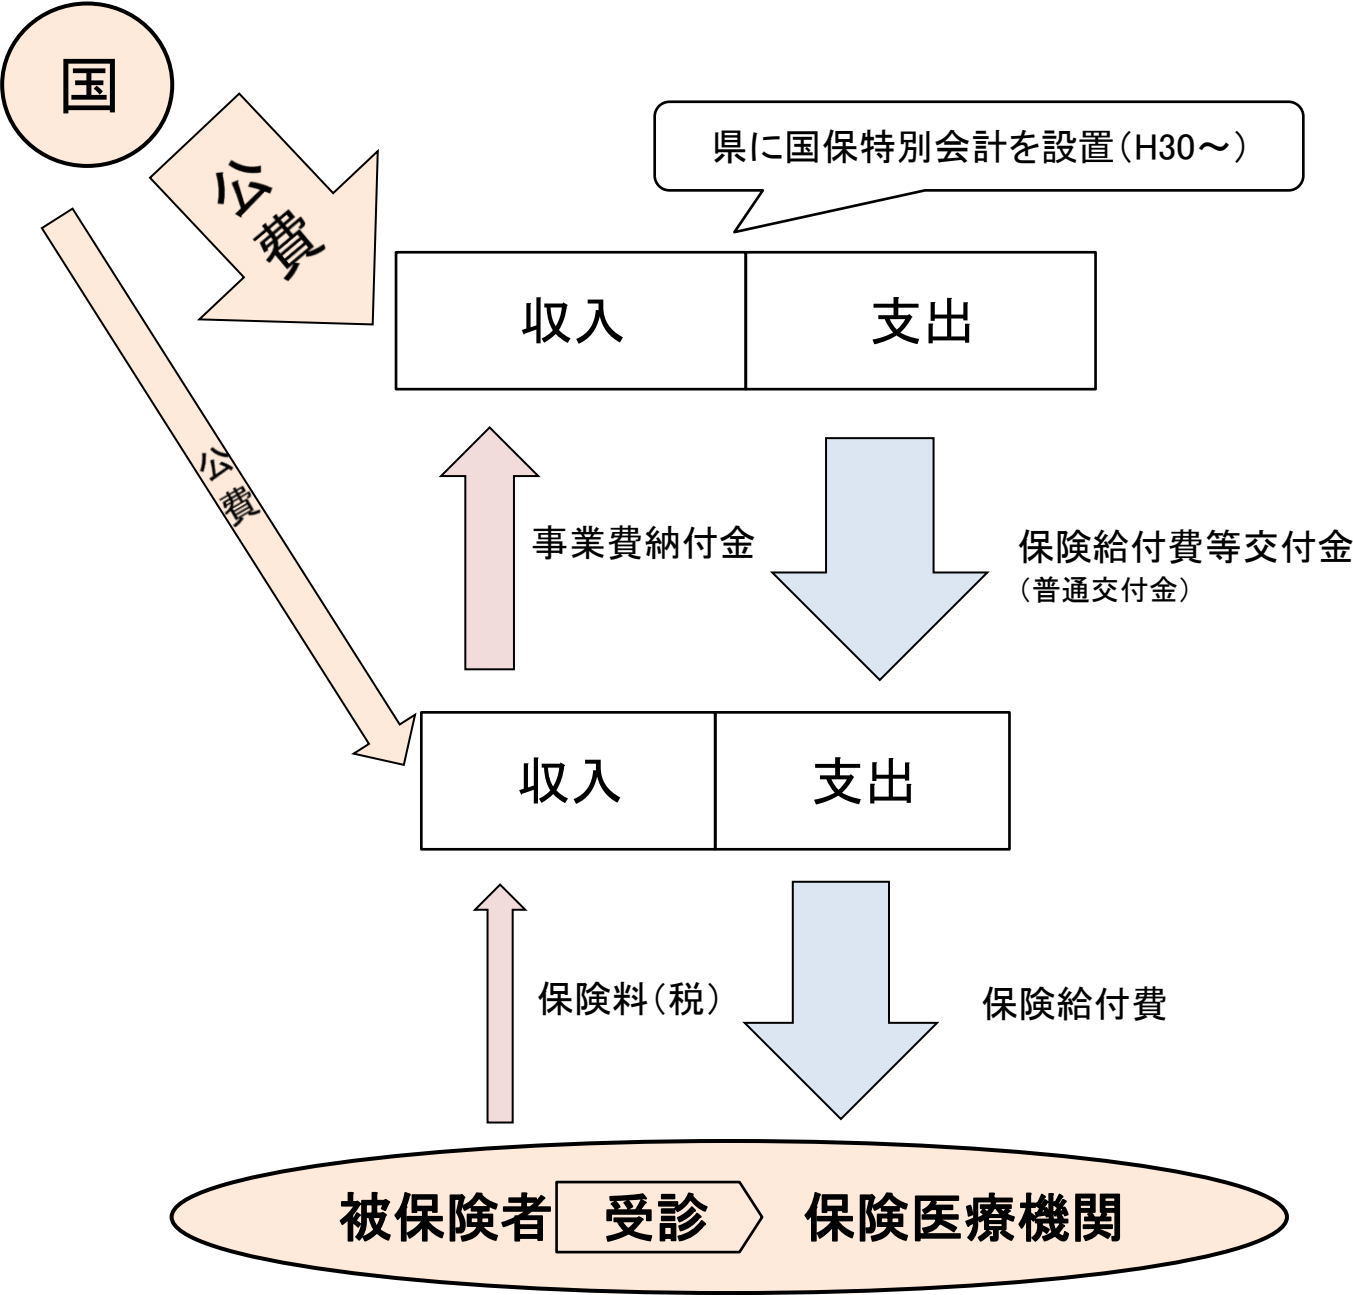 国
公費
県に国保特別会計を設置（H30～）
収入
支出
公費
事業費納付金
保険給付費等交付金
（普通交付金）
収入
支出
保険料（税）
保険給付費
被保険者
受診
保険医療機関